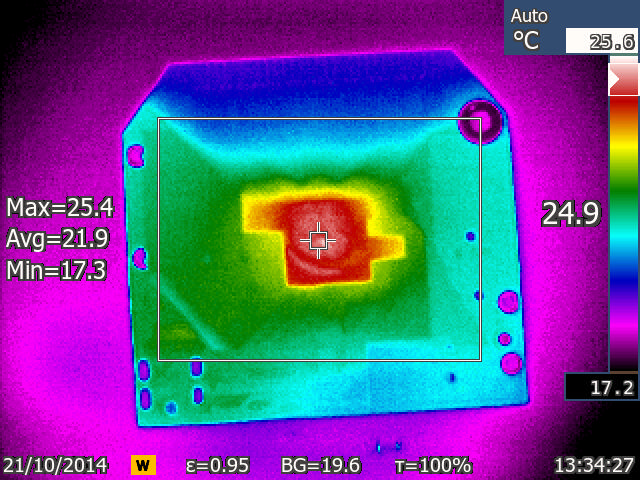 Auto
°C 25.6
Max=25.4
Avg=21.9
Min=17.3
24.9
17.2
21/10/2014 W ε=0.95 BG=19.6 τ=100% 13:34:27